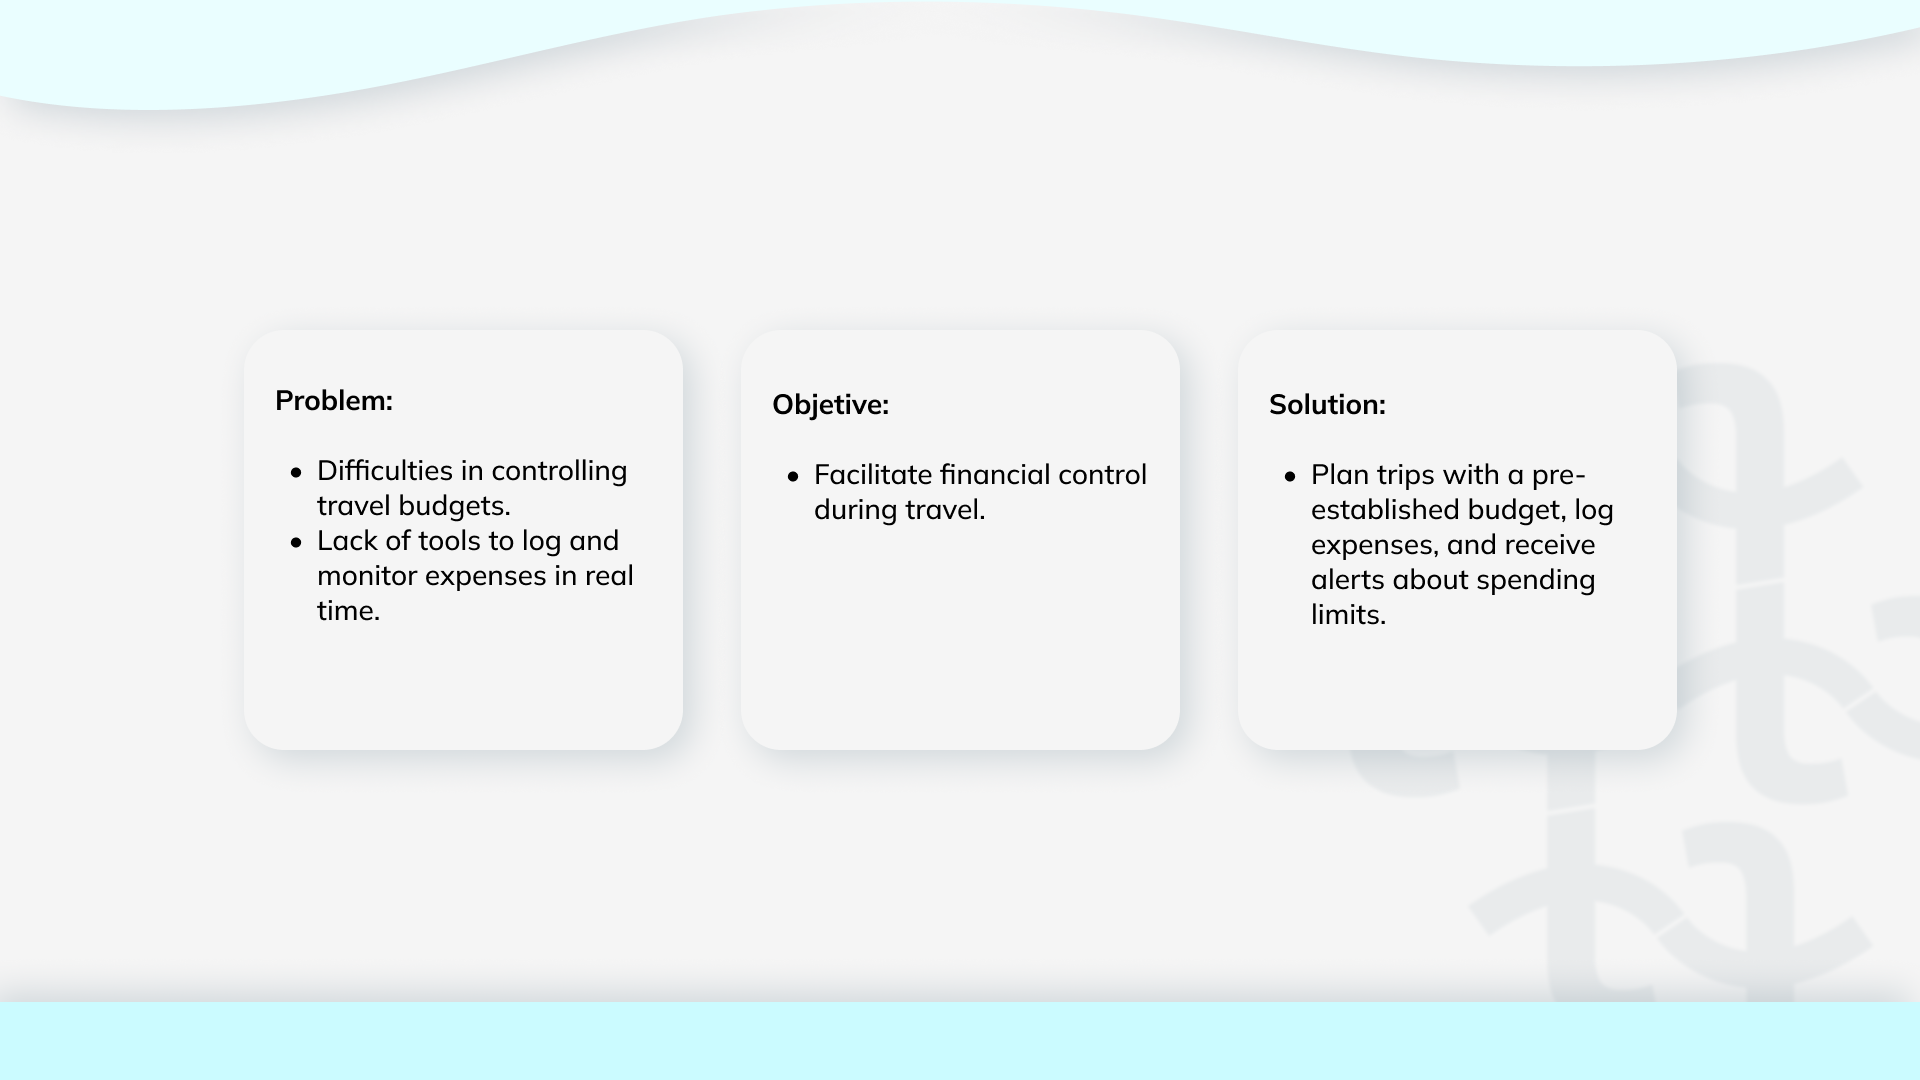 Problem:
• Difficulties in controlling
travel budgets.
• Lack of tools to log and
monitor expenses in real
time.
Objetive:
• Facilitate financial control
during travel.
Solution:
• Plan trips with a pre-
established budget, log
expenses, and receive
alerts about spending
limits.